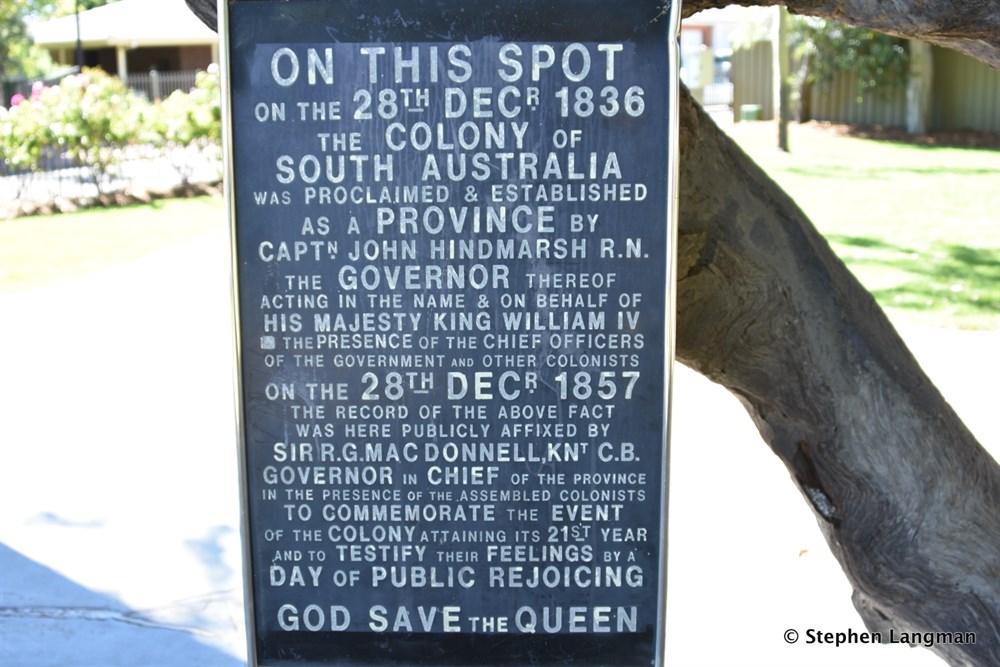 ON THIS SPOT
ON THE 28TH DECR 1836
THE COLONY OF
SOUTH AUSTRALIA
WAS PROCLAIMED & ESTABLISHED
AS A PROVINCE BY
CAPTN JOHN HINDMARSH R.N.
THE GOVERNOR THEREOF
ACTING IN THE NAME & ON BEHALF OF
HIS MAJESTY KING WILLIAM IV
IN THE PRESENCE OF THE CHIEF OFFICERS
OF THE GOVERNMENT AND OTHER COLONISTS
ON THE 28TH DECR 1857
THE RECORD OF THE ABOVE FACT
WAS HERE PUBLICLY AFFIXED BY
SIR R.G. MAC DONNELL, KNT C.B.
GOVERNOR IN CHIEF OF THE PROVINCE
IN THE PRESENCE OF THE ASSEMBLED COLONISTS
TO COMMEMORATE THE EVENT
OF THE COLONY ATTAINING ITS 21ST YEAR
AND TO TESTIFY THEIR FEELINGS BY A
DAY OF PUBLIC REJOICING
GOD SAVE THE QUEEN
© Stephen Langman